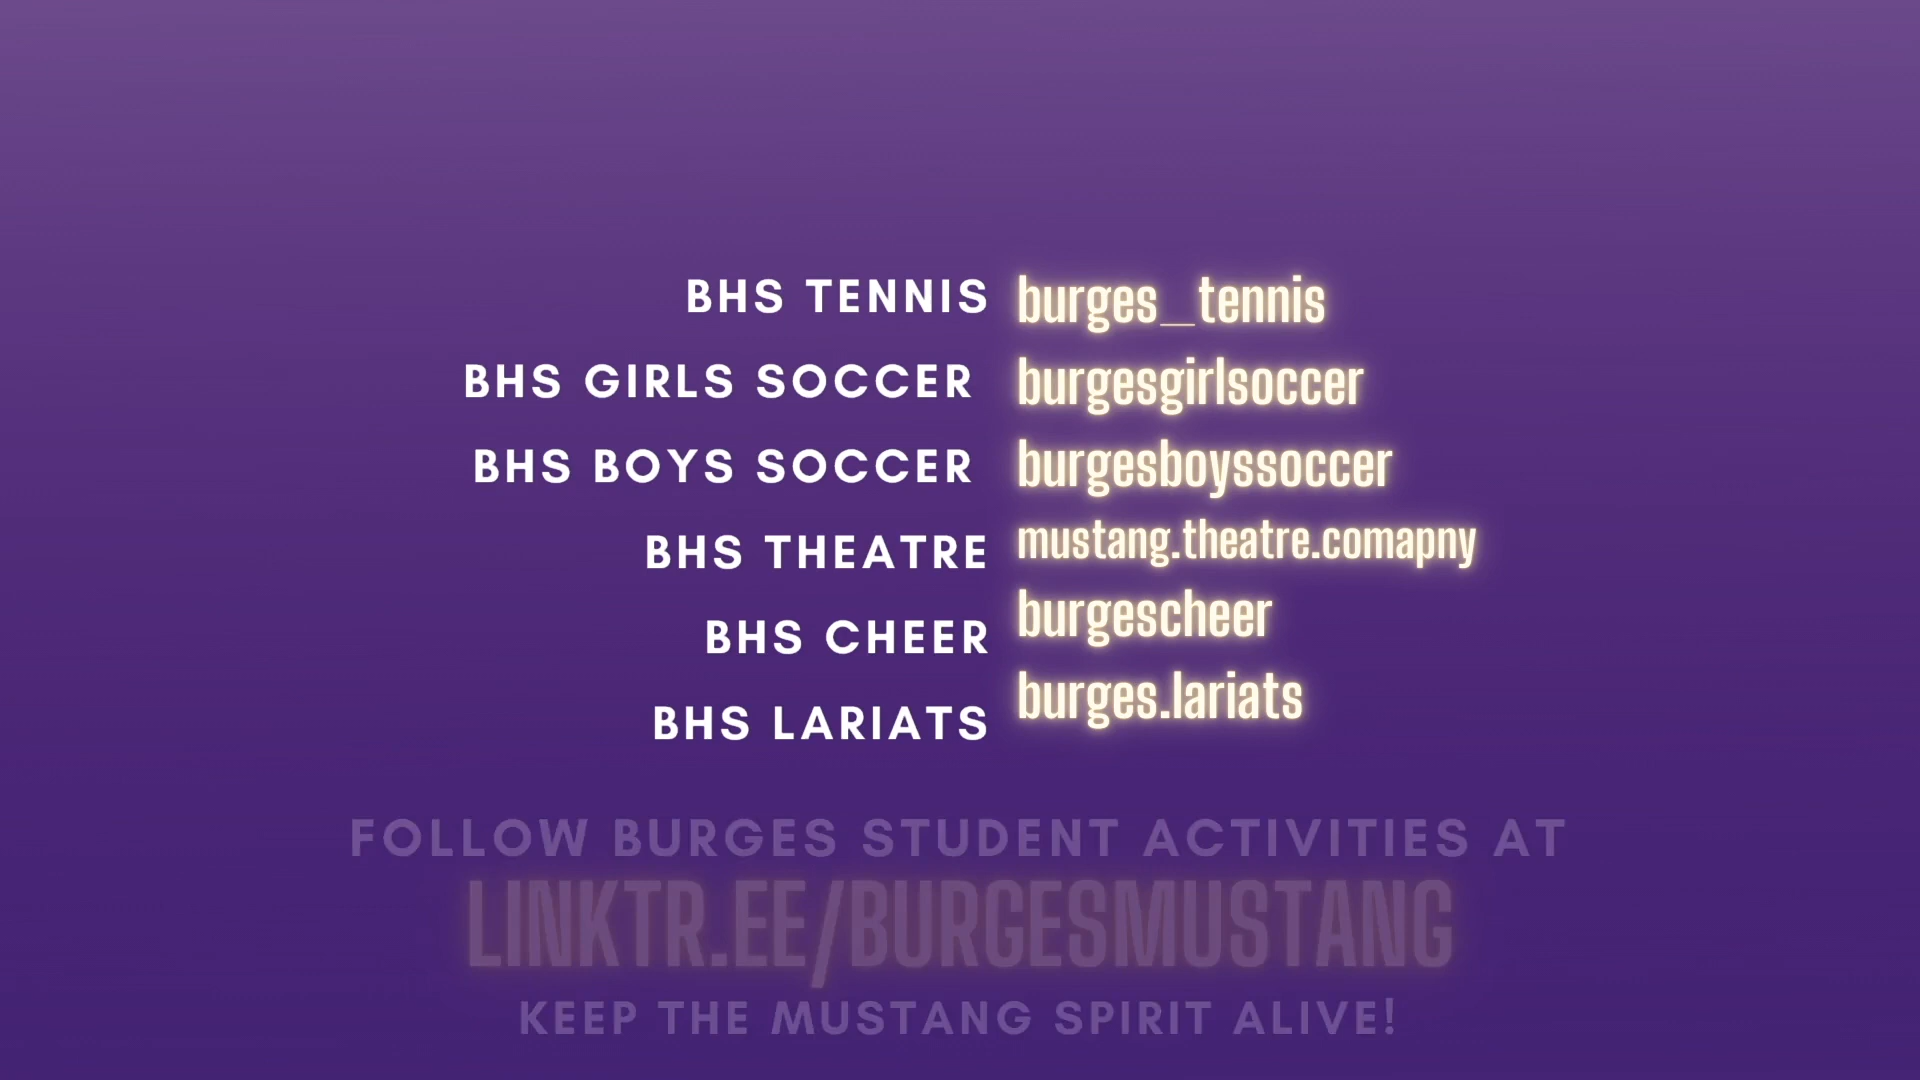 BHS TENNIS burges_tennis
BHS GIRLS SOCCER burgesgirlsoccer
BHS BOYS SOCCER burgesboyssoccer
BHS THEATRE mustang.theatre.comapny
BHS CHEER burgescheer
BHS LARIATS burges.lariats
FOLLOW BURGES STUDENT ACTIVITIES AT
LINKTR.EE/BURGESMUSTANG
KEEP THE MUSTANG SPIRIT ALIVE!